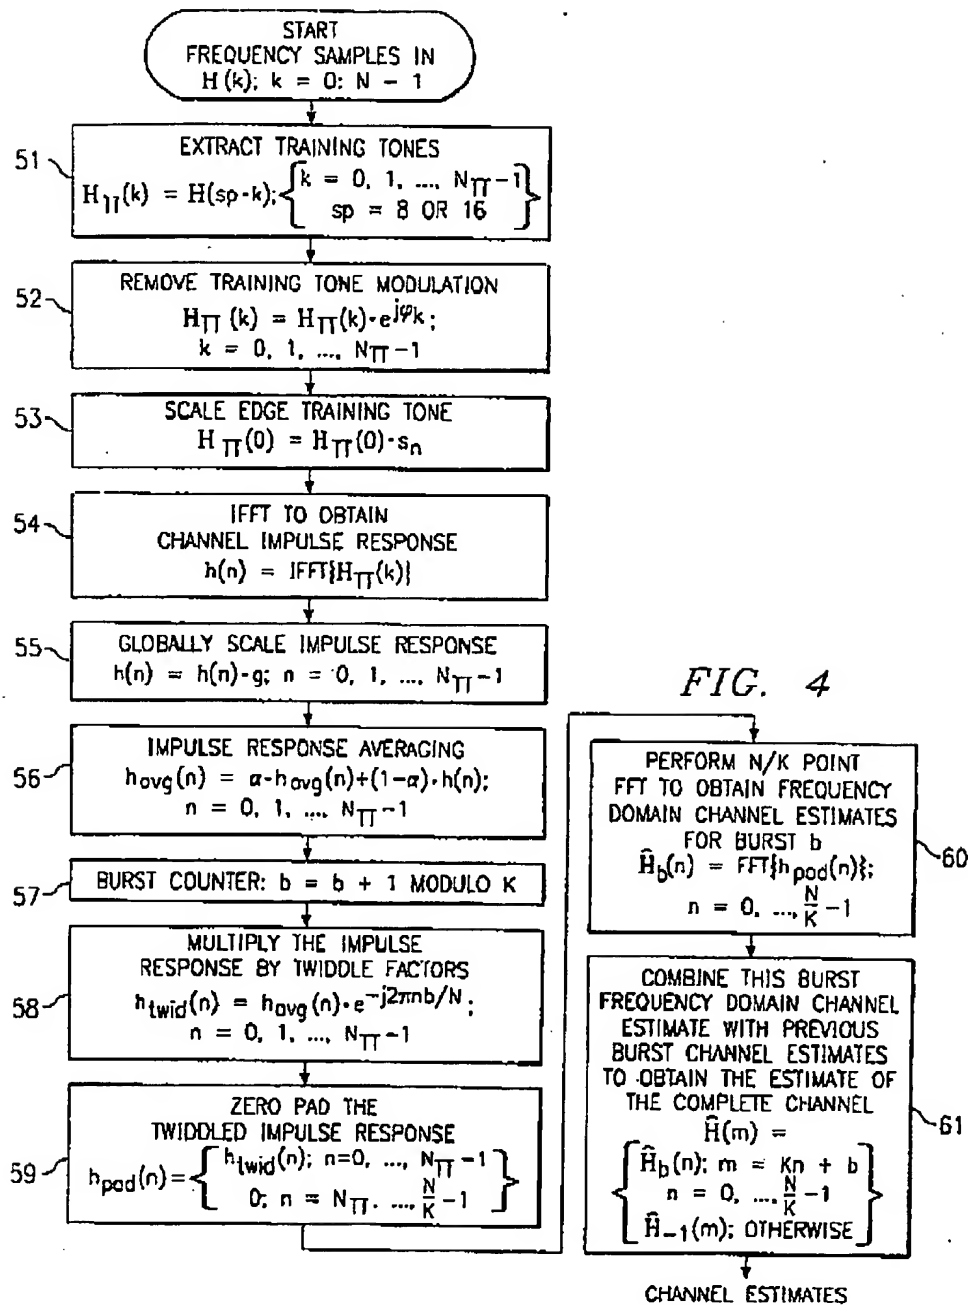 START
FREQUENCY SAMPLES IN
H(k); k = 0: N − 1
51
EXTRACT TRAINING TONES
H_TT(k) = H(sp·k); { k = 0, 1, ..., N_TT−1
sp = 8 OR 16 }
52
REMOVE TRAINING TONE MODULATION
H_TT(k) = H_TT(k)·e^jφk;
k = 0, 1, ..., N_TT−1
53
SCALE EDGE TRAINING TONE
H_TT(0) = H_TT(0)·s_n
54
IFFT TO OBTAIN
CHANNEL IMPULSE RESPONSE
h(n) = IFFT{H_TT(k)}
55
GLOBALLY SCALE IMPULSE RESPONSE
h(n) = h(n)·g; n = 0, 1, ..., N_TT−1
56
IMPULSE RESPONSE AVERAGING
h_avg(n) = α·h_avg(n)+(1−α)·h(n);
n = 0, 1, ..., N_TT−1
57
BURST COUNTER: b = b + 1 MODULO K
58
MULTIPLY THE IMPULSE
RESPONSE BY TWIDDLE FACTORS
h_twid(n) = h_avg(n)·e^−j2πnb/N;
n = 0, 1, ..., N_TT−1
59
ZERO PAD THE
TWIDDLED IMPULSE RESPONSE
h_pad(n) = { h_twid(n); n=0, ..., N_TT−1
0; n = N_TT, ..., N/K −1 }
FIG. 4
PERFORM N/K POINT
FFT TO OBTAIN FREQUENCY
DOMAIN CHANNEL ESTIMATES
FOR BURST b
Ĥ_b(n) = FFT{h_pad(n)};
n = 0, ..., N/K −1
60
COMBINE THIS BURST
FREQUENCY DOMAIN CHANNEL
ESTIMATE WITH PREVIOUS
BURST CHANNEL ESTIMATES
TO OBTAIN THE ESTIMATE OF
THE COMPLETE CHANNEL
Ĥ(m) =
{ Ĥ_b(n); m = Kn + b
n = 0, ..., N/K −1
Ĥ_−1(m); OTHERWISE }
61
CHANNEL ESTIMATES